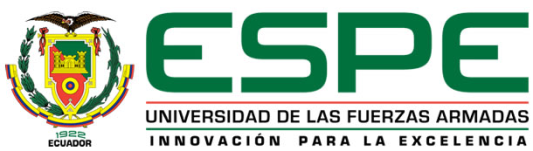 ESPE
UNIVERSIDAD DE LAS FUERZAS ARMADAS
INNOVACIÓN PARA LA EXCELENCIA
1922
ECUADOR